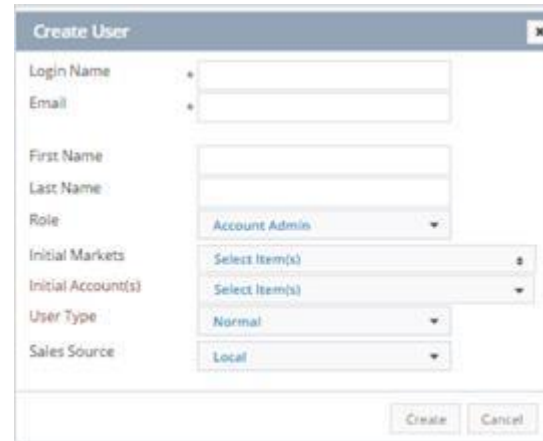 Create User x
Login Name *
Email *
First Name
Last Name
Role Account Admin
Initial Markets Select Item(s)
Initial Account(s) Select Item(s)
User Type Normal
Sales Source Local
Create Cancel